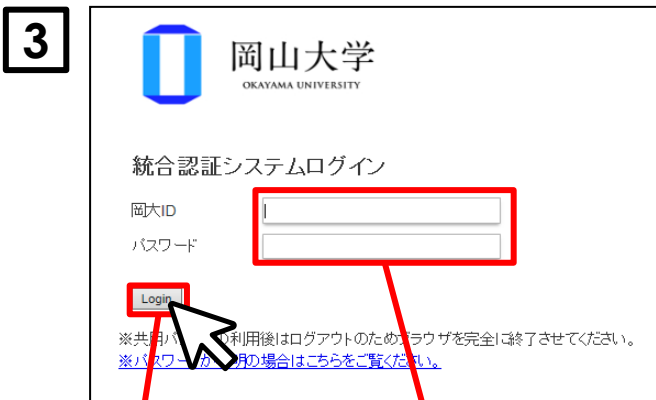 3
岡山大学
OKAYAMA UNIVERSITY
統合認証システムログイン
岡大ID
パスワード
Login
※共用パ の利用後はログアウトのためブラウザを完全に終了させてください。
※パスワー が 明の場合はこちらをご覧ください。